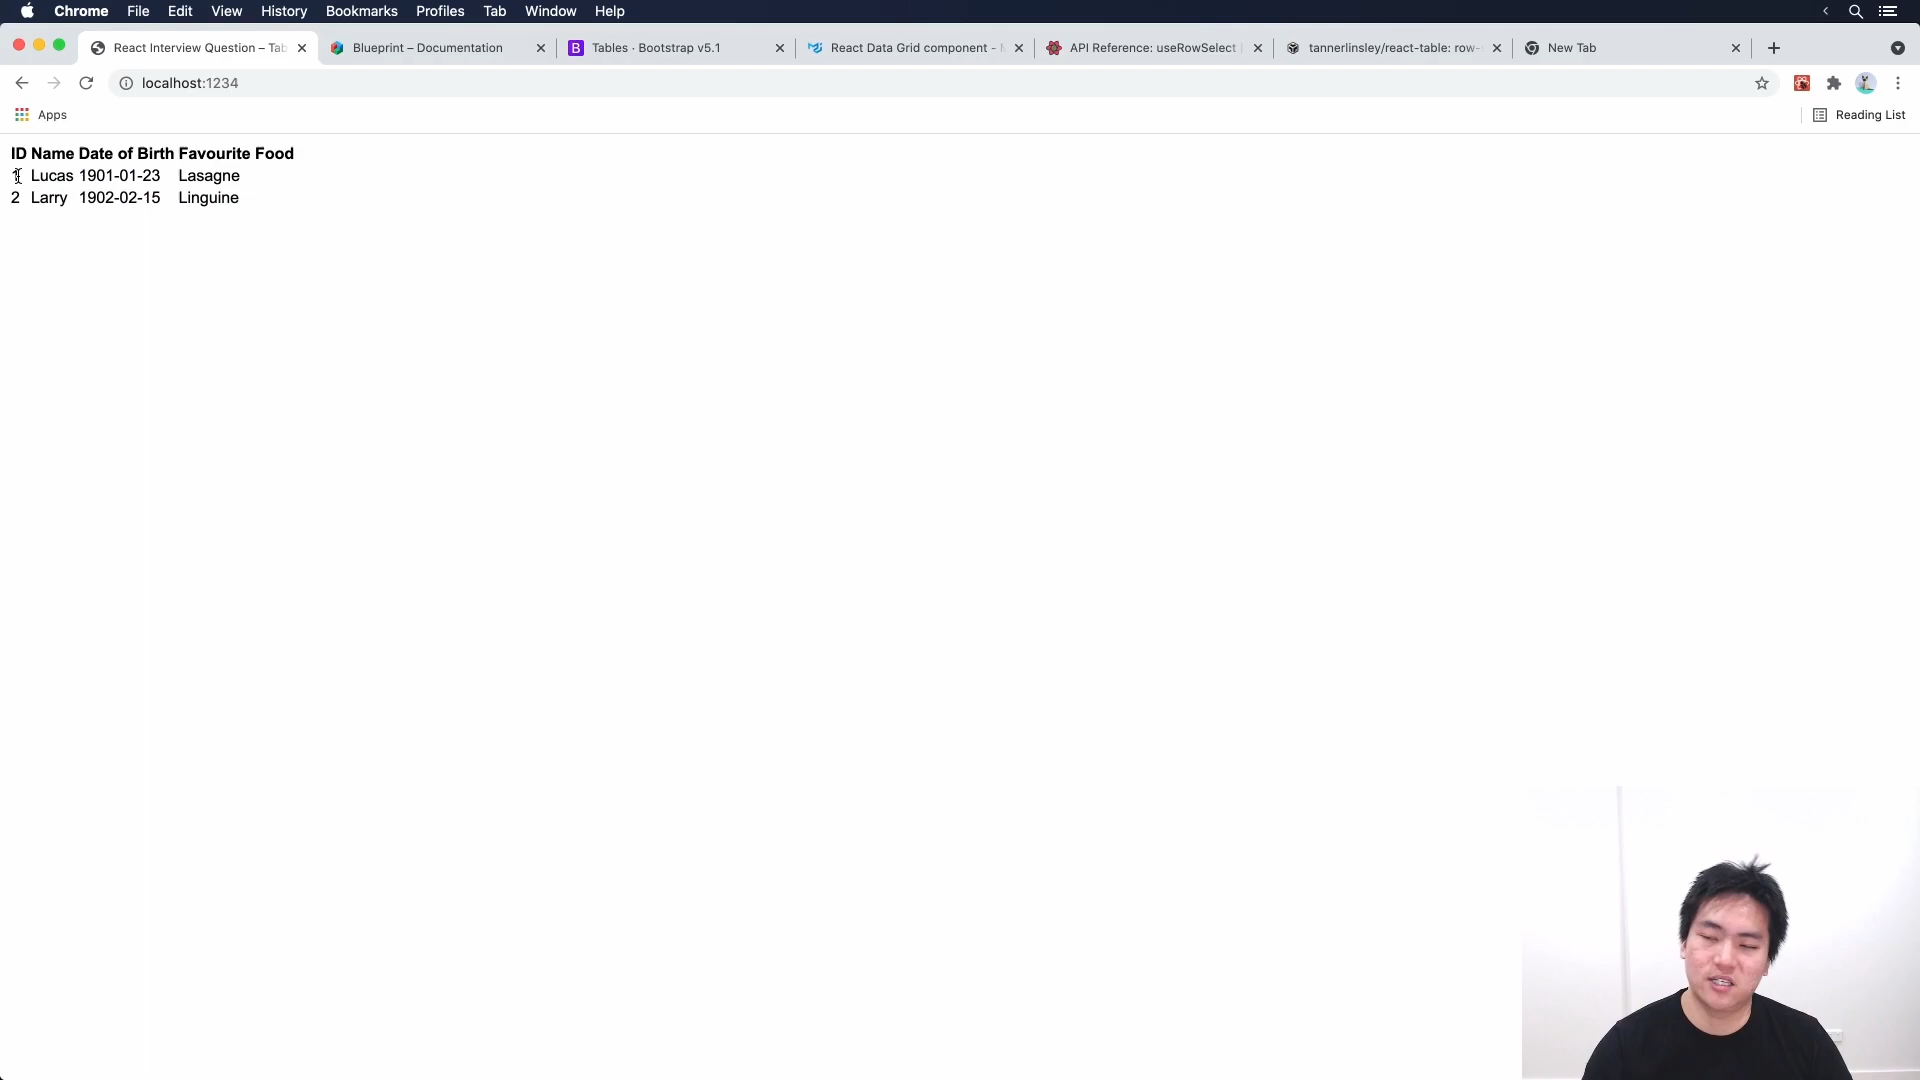 Chrome File Edit View History Bookmarks Profiles Tab Window Help
React Interview Question – Tab
Blueprint – Documentation
Tables · Bootstrap v5.1
React Data Grid component -
API Reference: useRowSelect
tannerlinsley/react-table: row-
New Tab
localhost:1234
Apps
Reading List
ID Name Date of Birth Favourite Food
1 Lucas 1901-01-23 Lasagne
2 Larry 1902-02-15 Linguine